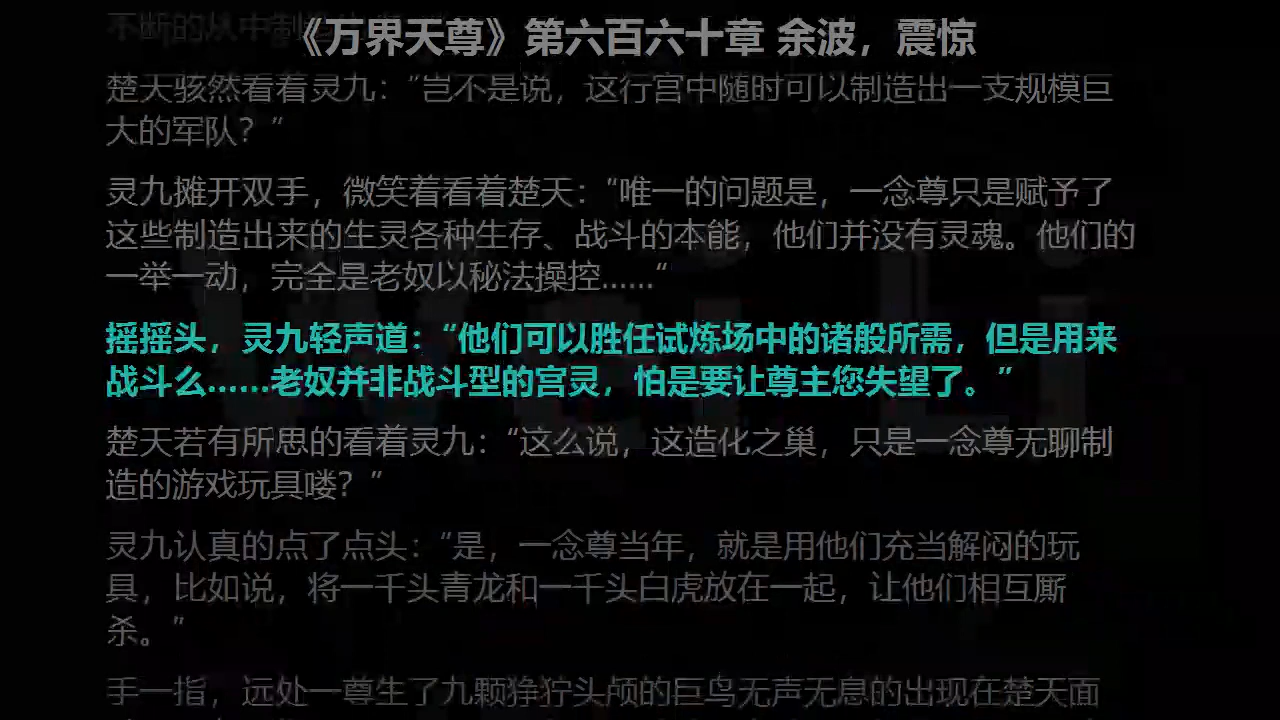 《万界天尊》第六百六十章 余波，震惊
不断的从中制造
楚天骇然看着灵九：“岂不是说，这行宫中随时可以制造出一支规模巨
大的军队？”
灵九摊开双手，微笑着看着楚天：“唯一的问题是，一念尊只是赋予了
这些制造出来的生灵各种生存、战斗的本能，他们并没有灵魂。他们的
一举一动，完全是老奴以秘法操控……“
摇摇头，灵九轻声道：“他们可以胜任试炼场中的诸般所需，但是用来
战斗么……老奴并非战斗型的宫灵，怕是要让尊主您失望了。”
楚天若有所思的看着灵九：“这么说，这造化之巢，只是一念尊无聊制
造的游戏玩具喽？”
灵九认真的点了点头：“是，一念尊当年，就是用他们充当解闷的玩
具，比如说，将一千头青龙和一千头白虎放在一起，让他们相互厮
杀。”
手一指，远处一尊生了九颗狰狞头颅的巨鸟无声无息的出现在楚天面